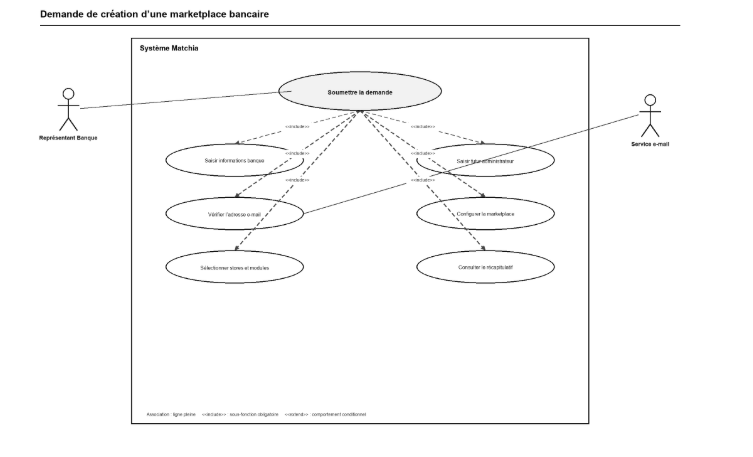 Demande de création d'une marketplace bancaire
Système Matchia
Soumettre la demande
Représentant Banque
Service e-mail
<<include>>
<<include>>
<<include>>
<<include>>
<<include>>
<<include>>
Saisir informations banque
Saisir futur administrateur
Vérifier l'adresse e-mail
Configurer la marketplace
Sélectionner stores et modules
Consulter le récapitulatif
Association : ligne pleine <<include>> : sous-fonction obligatoire <<extend>> : comportement conditionnel